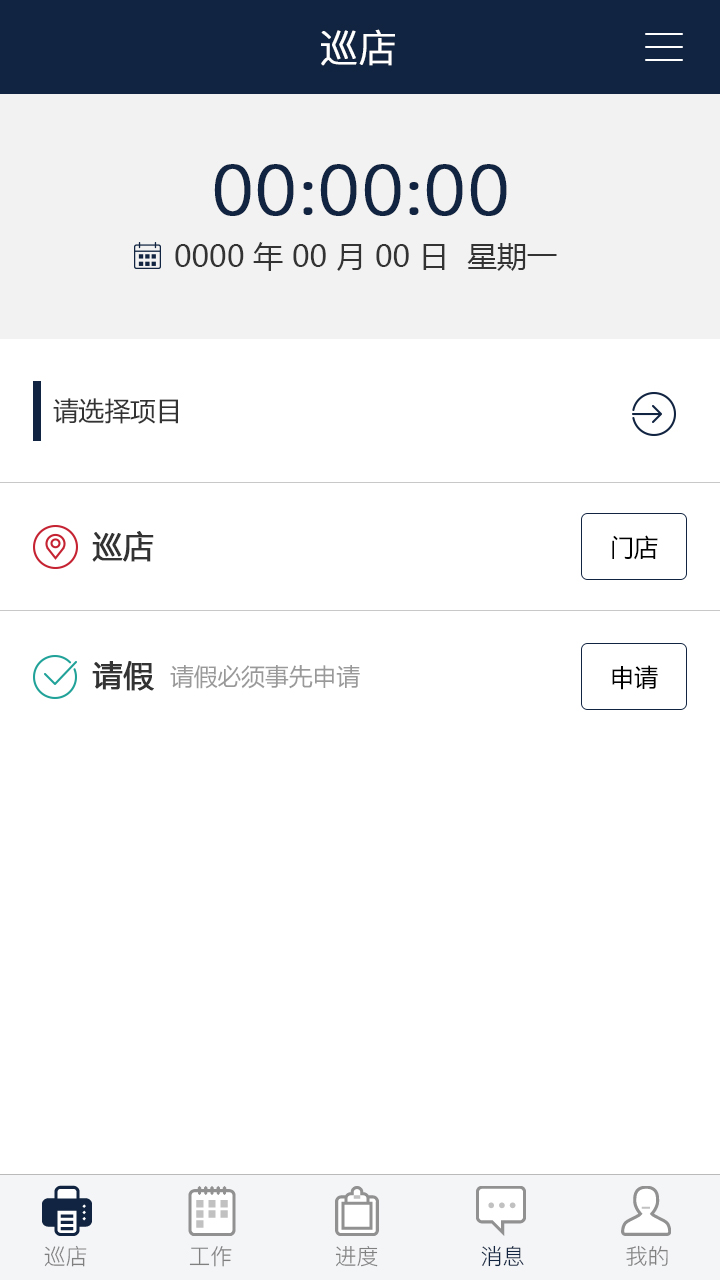 巡店
00:00:00
0000 年 00 月 00 日 星期一
请选择项目
巡店 门店
请假 请假必须事先申请 申请
巡店 工作 进度 消息 我的